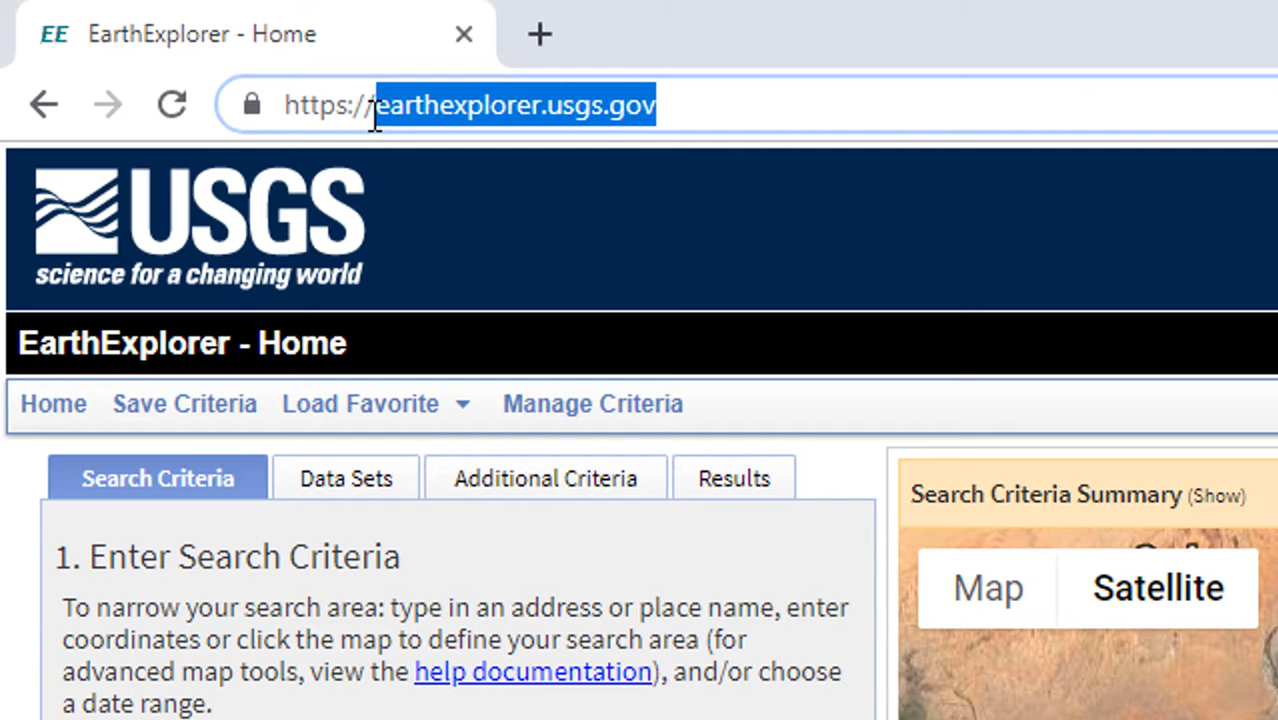 EE EarthExplorer - Home
https://earthexplorer.usgs.gov
USGS
science for a changing world
EarthExplorer - Home
Home Save Criteria Load Favorite Manage Criteria
Search Criteria Data Sets Additional Criteria Results
1. Enter Search Criteria
To narrow your search area: type in an address or place name, enter
coordinates or click the map to define your search area (for
advanced map tools, view the help documentation), and/or choose
a date range.
Search Criteria Summary (Show)
Map Satellite